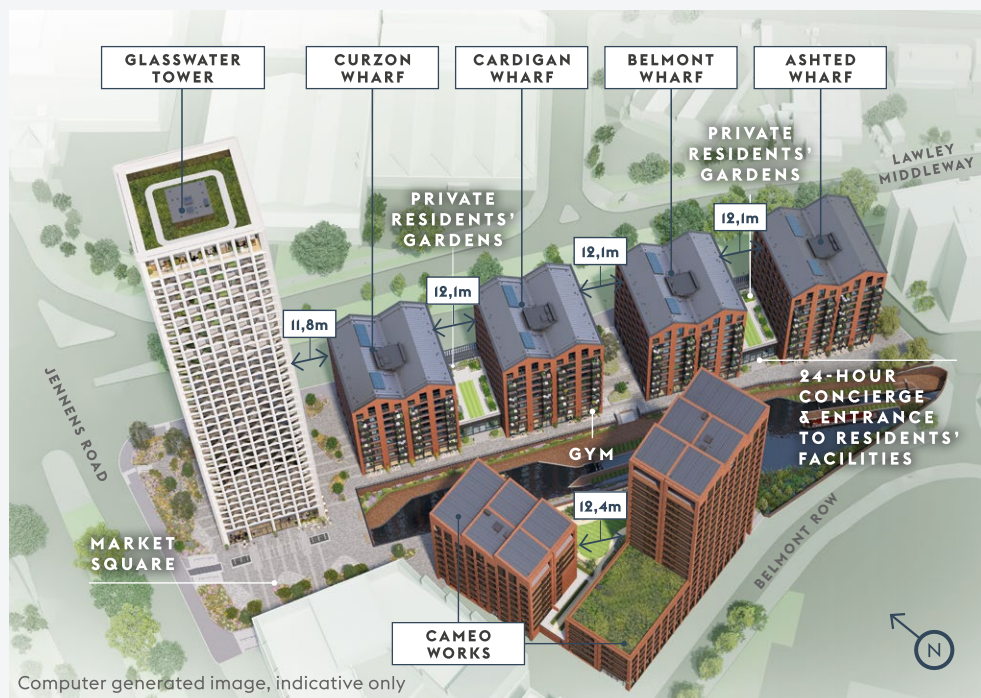 GLASSWATER
TOWER
CURZON
WHARF
CARDIGAN
WHARF
BELMONT
WHARF
ASHTED
WHARF
PRIVATE
RESIDENTS'
GARDENS
LAWLEY
MIDDLEWAY
PRIVATE
RESIDENTS'
GARDENS
12,1m
12,1m
12,1m
11,8m
JENNENS ROAD
24-HOUR
CONCIERGE
& ENTRANCE
TO RESIDENTS'
FACILITIES
GYM
12,4m
MARKET
SQUARE
BELMONT ROW
CAMEO
WORKS
N
Computer generated image, indicative only